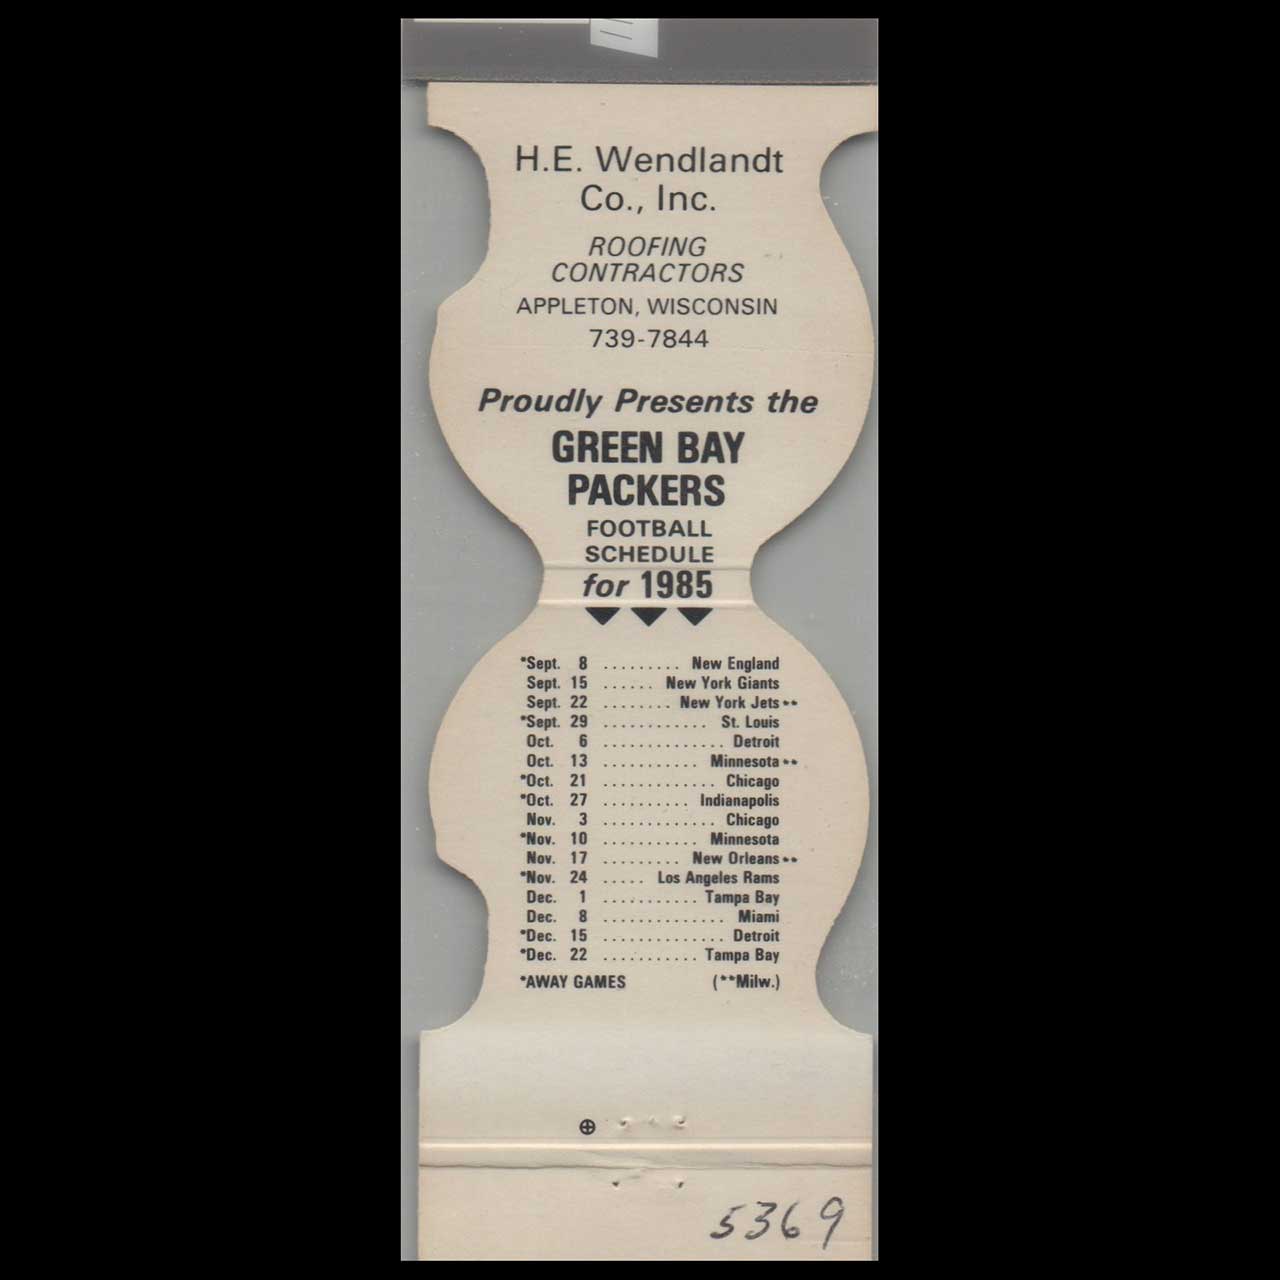 H.E. Wendlandt
Co., Inc.
ROOFING
CONTRACTORS
APPLETON, WISCONSIN
739-7844
Proudly Presents the
GREEN BAY
PACKERS
FOOTBALL
SCHEDULE
for 1985
*Sept. 8 ......... New England
Sept. 15 ...... New York Giants
Sept. 22 ........ New York Jets**
*Sept. 29 ............ St. Louis
Oct. 6 .............. Detroit
Oct. 13 ........... Minnesota**
*Oct. 21 ............. Chicago
*Oct. 27 .......... Indianapolis
Nov. 3 ............. Chicago
*Nov. 10 ........... Minnesota
Nov. 17 ......... New Orleans**
*Nov. 24 ..... Los Angeles Rams
Dec. 1 ........... Tampa Bay
Dec. 8 .............. Miami
*Dec. 15 .............. Detroit
*Dec. 22 ........... Tampa Bay
*AWAY GAMES (**Milw.)
5369